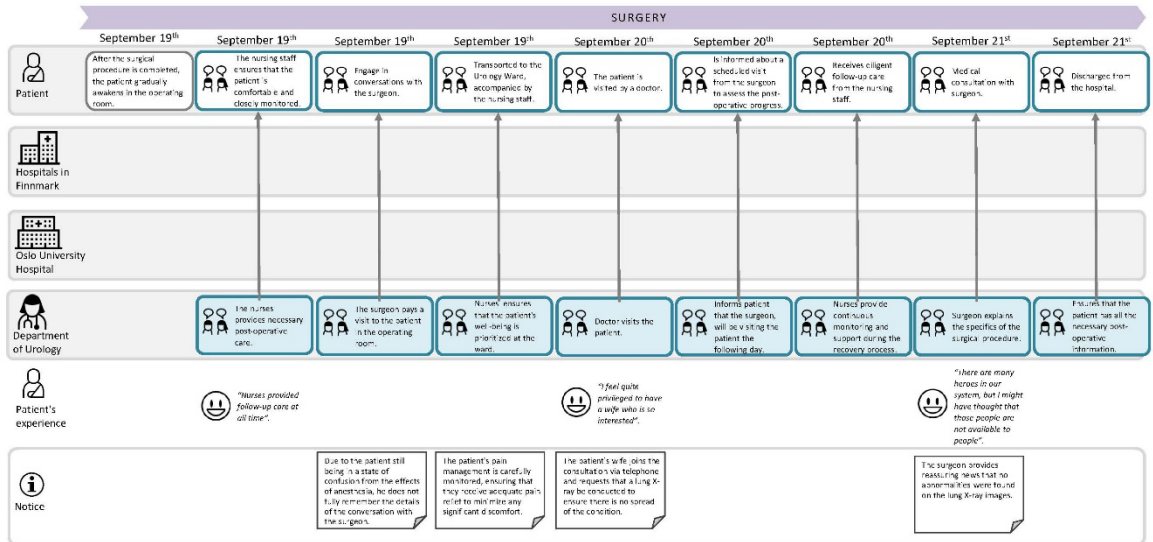 SURGERY
September 19th
September 19th
September 19th
September 19th
September 20th
September 20th
September 20th
September 21st
September 21st
Patient
After the surgical
procedure is completed,
the patient gradually
awakens in the operating
room.
The nursing staff
ensures that the
patient is
comfortable and
closely monitored.
Engage in
conversations with
the surgeon.
Transported to the
Urology Ward,
accompanied by
the nursing staff.
The patient is
visited by a doctor.
Is informed about a
scheduled visit
from the surgeon
to assess the post-
operative progress.
Receives diligent
follow-up care
from the nursing
staff.
Medical
consultation with
surgeon.
Discharged from
the hospital.
Hospitals in
Finnmark
Oslo University
Hospital
Department
of Urology
The nurses
provides necessary
post-operative
care.
The surgeon pays a
visit to the patient
in the operating
room.
Nurses ensures
that the patient's
well-being is
prioritized at the
ward.
Doctor visits the
patient.
Informs patient
that the surgeon,
will be visiting the
patient the
following day.
Nurses provide
continuous
monitoring and
support during the
recovery process.
Surgeon explains
the specifics of the
surgical procedure.
Ensures that the
patient has all the
necessary post-
operative
information.
Patient's
experience
"Nurses provided
follow-up care at
all time".
"I feel quite
privileged to have
a wife who is so
interested".
"There are many
heroes in our
system, but I might
have thought that
those people are
not available to
people".
Notice
Due to the patient still
being in a state of
confusion from the effects
of anesthesia, he does not
fully remember the details
of the conversation with
the surgeon.
The patient's pain
management is carefully
monitored, ensuring that
they receive adequate pain
relief to minimize any
significant discomfort.
The patient's wife joins the
consultation via telephone
and requests that a lung X-
ray be conducted to
ensure there is no spread
of the condition.
The surgeon provides
reassuring news that no
abnormalities were found
on the lung X-ray images.